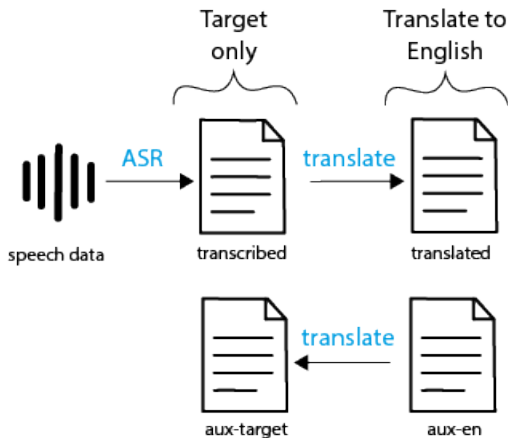 Target
only
Translate to
English
ASR
translate
speech data
transcribed
translated
translate
aux-target
aux-en